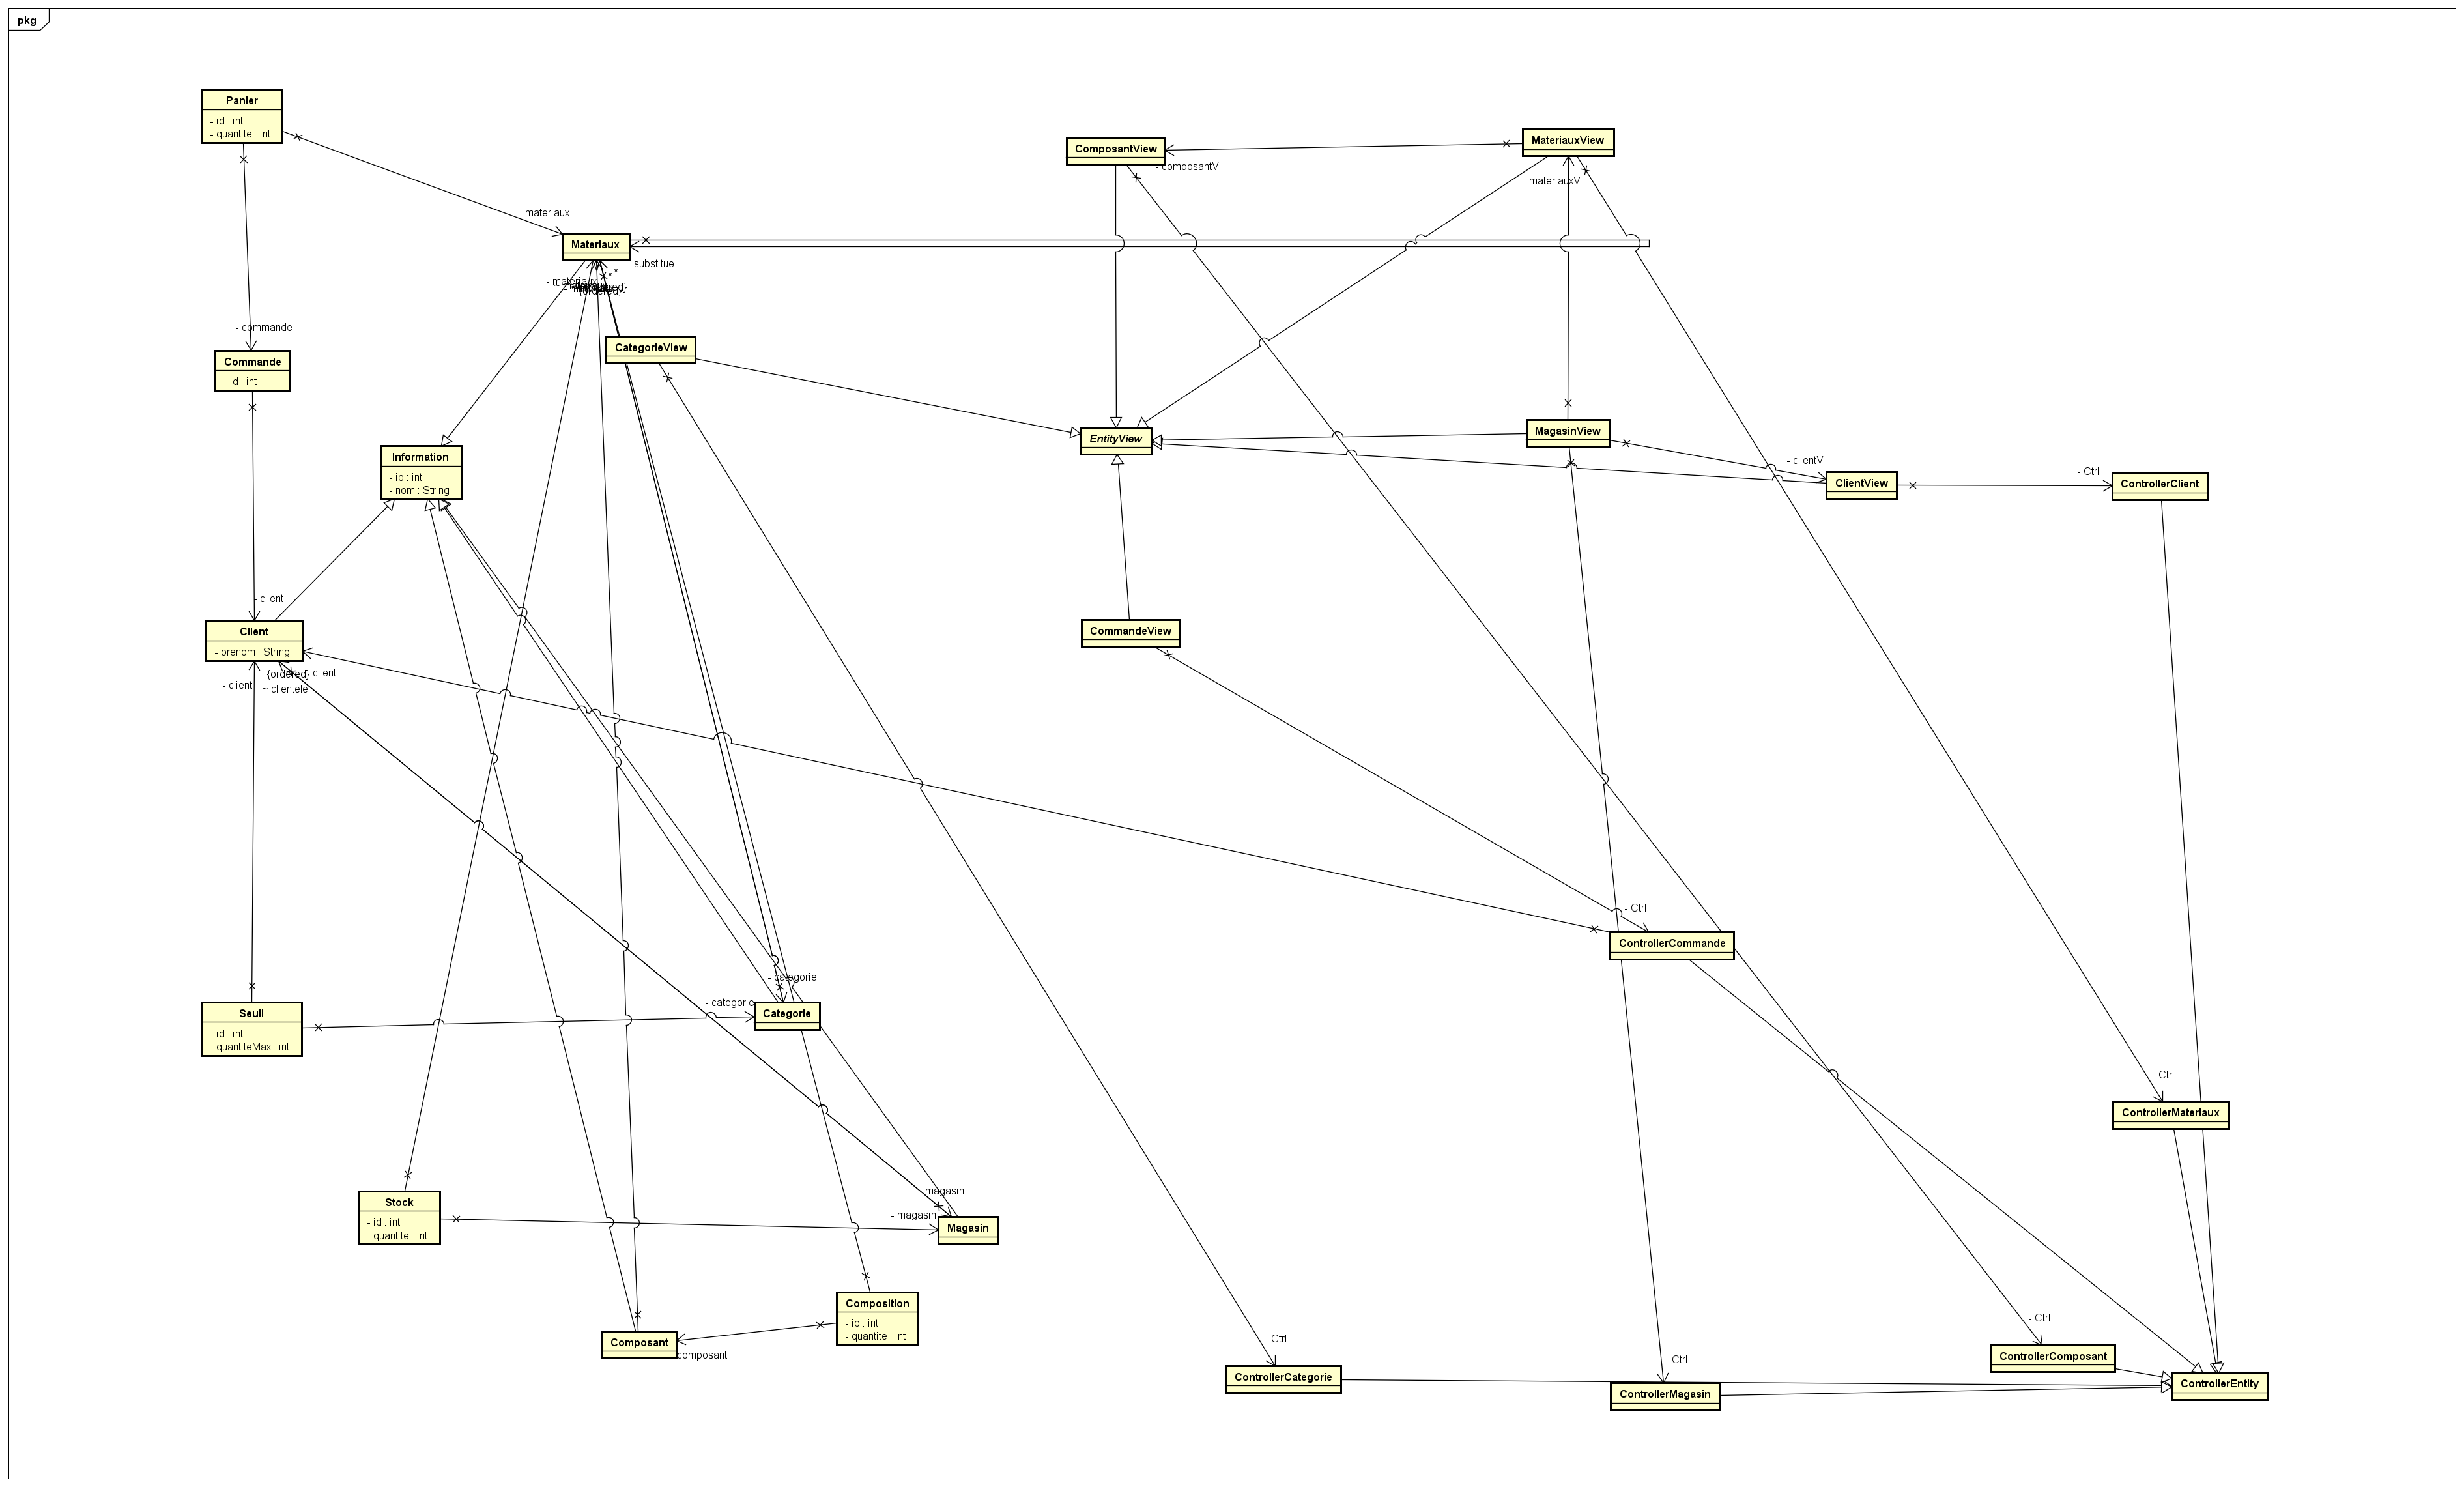 pkg
Panier
- id : int
- quantite : int
- materiaux
Materiaux
- substitue
- materiaux
{ordered}
ComposantView
- composantV
MateriauxView
- materiauxV
- commande
Commande
- id : int
CategorieView
EntityView
MagasinView
- clientV
ClientView
- Ctrl
ControllerClient
Information
- id : int
- nom : String
- client
Client
- prenom : String
{ordered}
- client
- client
~ clientele
CommandeView
- Ctrl
ControllerCommande
- categorie
- categorie
Categorie
Seuil
- id : int
- quantiteMax : int
- Ctrl
ControllerMateriaux
Stock
- id : int
- quantite : int
- magasin
- magasin
Magasin
Composition
- id : int
- quantite : int
Composant
composant
- Ctrl
ControllerCategorie
- Ctrl
ControllerMagasin
- Ctrl
ControllerComposant
ControllerEntity